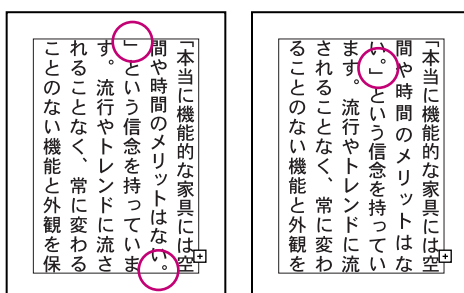 「本当に機能的な家具には空
間や時間のメリットはない。
」という信念を持っていま
す。流行やトレンドに流さ
れることなく、常に変わる
ことのない機能と外観を保
「本当に機能的な家具には空
間や時間のメリットはな
い。」という信念を持ってい
ます。流行やトレンドに流
されることなく、常に変わ
ることのない機能と外観を